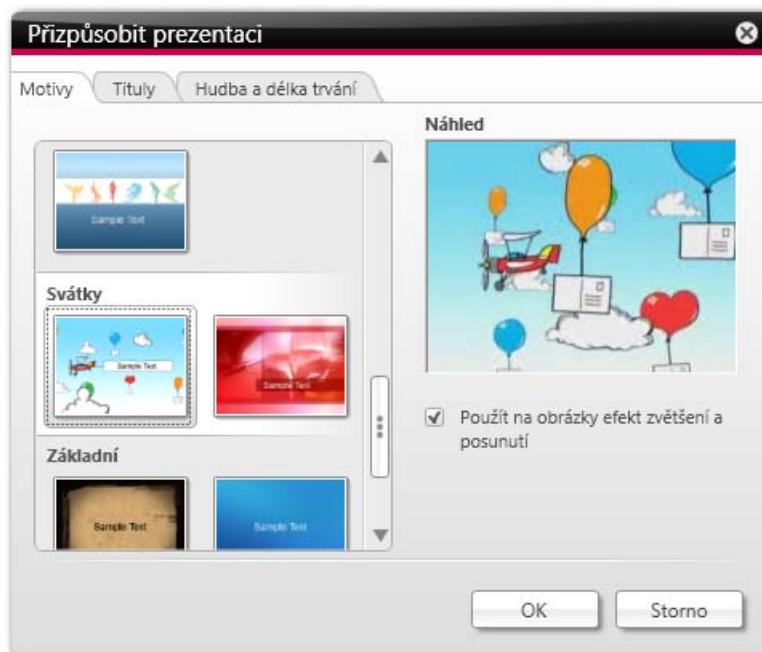 Přizpůsobit prezentaci
Motivy
Tituly
Hudba a délka trvání
Náhled
Sample Text
Svátky
Sample Text
Sample Text
Použít na obrázky efekt zvětšení a
posunutí
Základní
Sample Text
Sample Text
OK
Storno